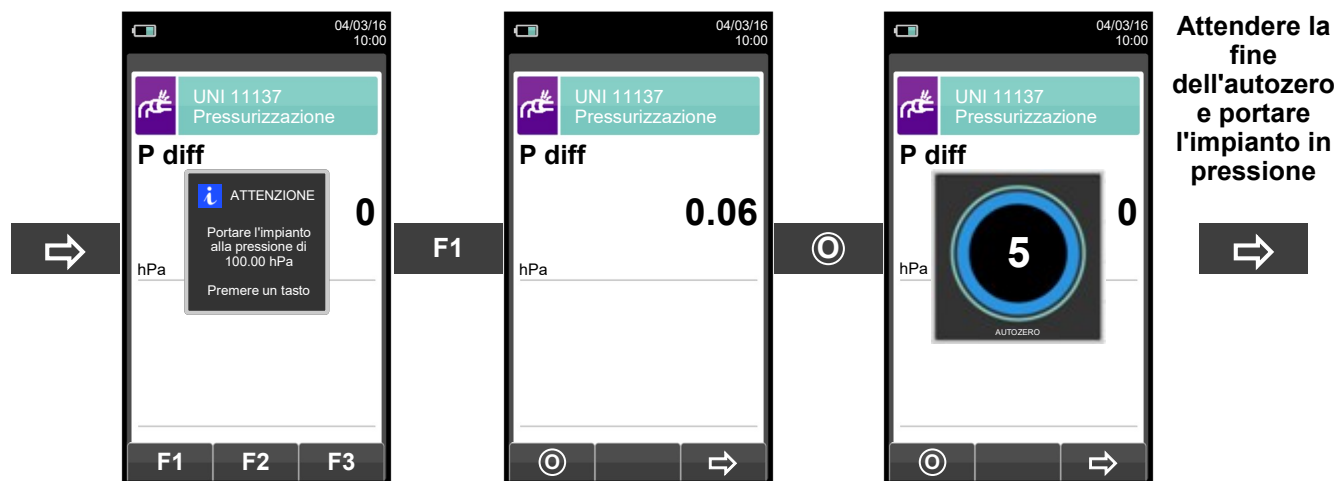 04/03/16
10:00
UNI 11137
Pressurizzazione
P diff
ATTENZIONE
Portare l'impianto
alla pressione di
100.00 hPa
Premere un tasto
0
hPa
F1 F2 F3
F1
04/03/16
10:00
UNI 11137
Pressurizzazione
P diff
0.06
hPa
04/03/16
10:00
UNI 11137
Pressurizzazione
P diff
5
AUTOZERO
0
hPa
Attendere la
fine
dell'autozero
e portare
l'impianto in
pressione